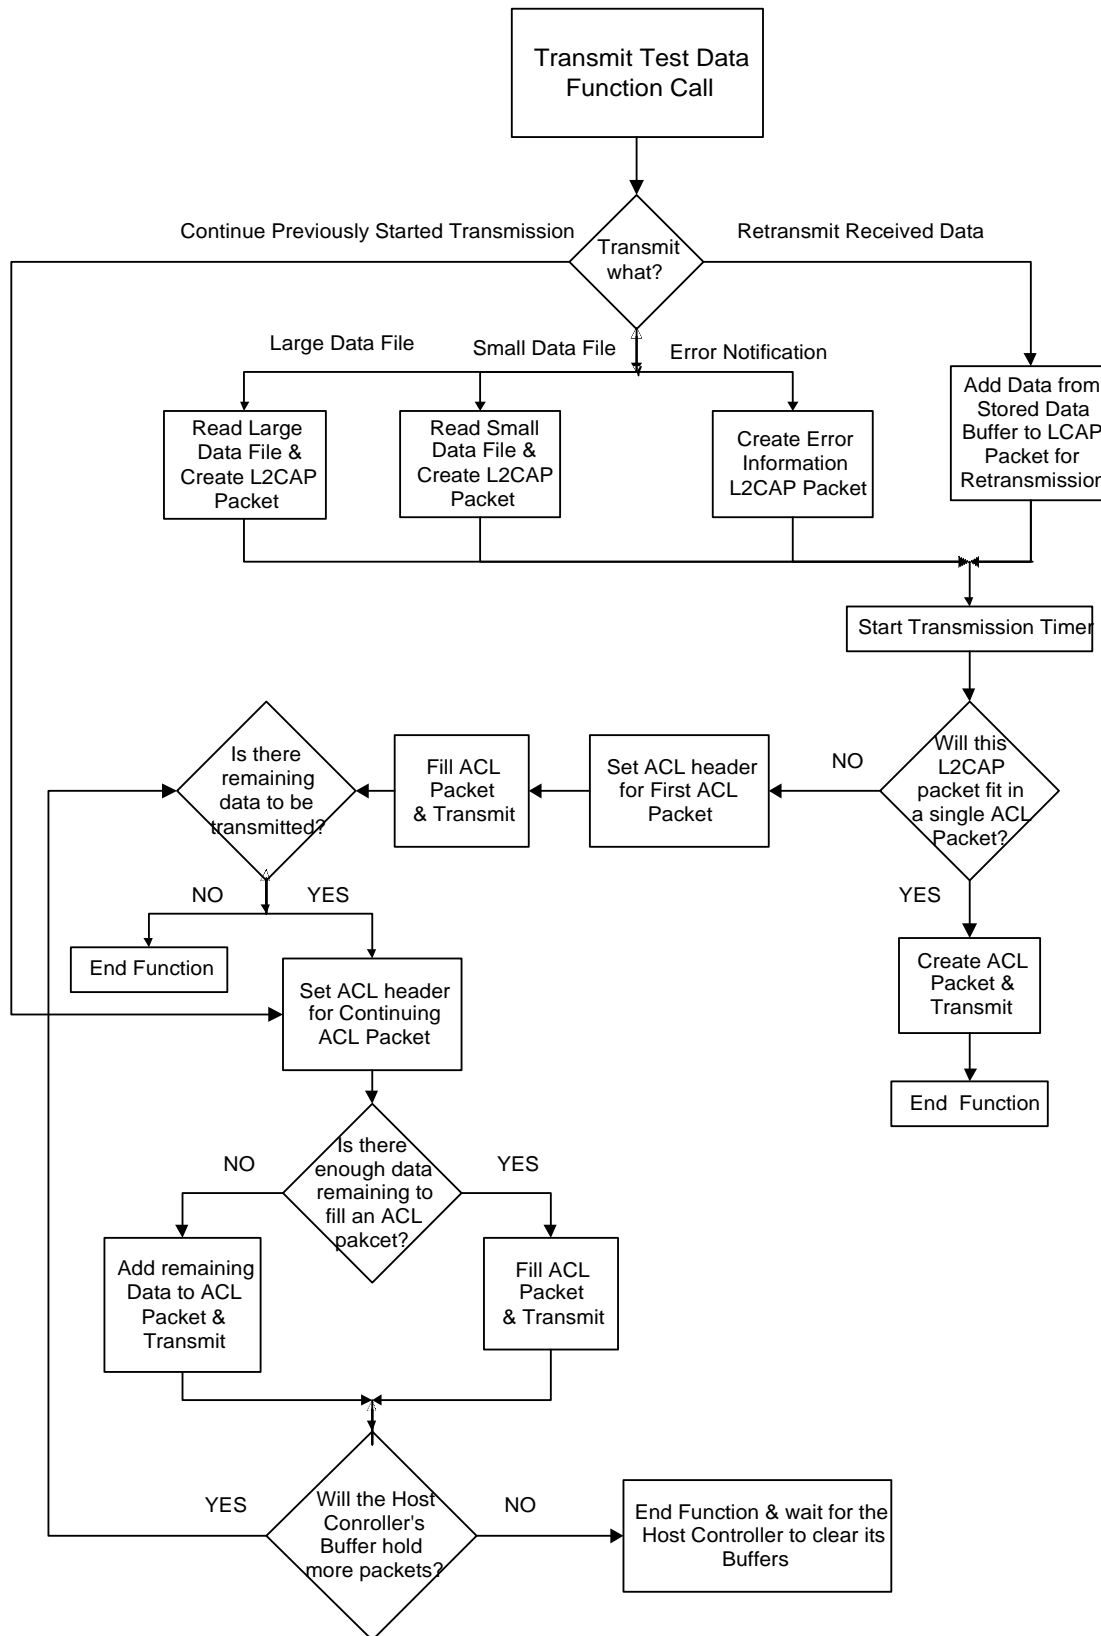 Transmit Test Data
Function Call
Continue Previously Started Transmission
Transmit
what?
Retransmit Received Data
Large Data File
Small Data File
Error Notification
Read Large
Data File &
Create L2CAP
Packet
Read Small
Data File &
Create L2CAP
Packet
Create Error
Information
L2CAP Packet
Add Data from
Stored Data
Buffer to LCAP
Packet for
Retransmission
Start Transmission Timer
Is there
remaining
data to be
transmitted?
Fill ACL
Packet
& Transmit
Set ACL header
for First ACL
Packet
NO
Will this
L2CAP
packet fit in
a single ACL
Packet?
NO
YES
YES
End Function
Set ACL header
for Continuing
ACL Packet
Create ACL
Packet &
Transmit
End Function
NO
Is there
enough data
remaining to
fill an ACL
pakcet?
YES
Add remaining
Data to ACL
Packet &
Transmit
Fill ACL
Packet
& Transmit
YES
Will the Host
Conroller's
Buffer hold
more packets?
NO
End Function & wait for the
Host Controller to clear its
Buffers